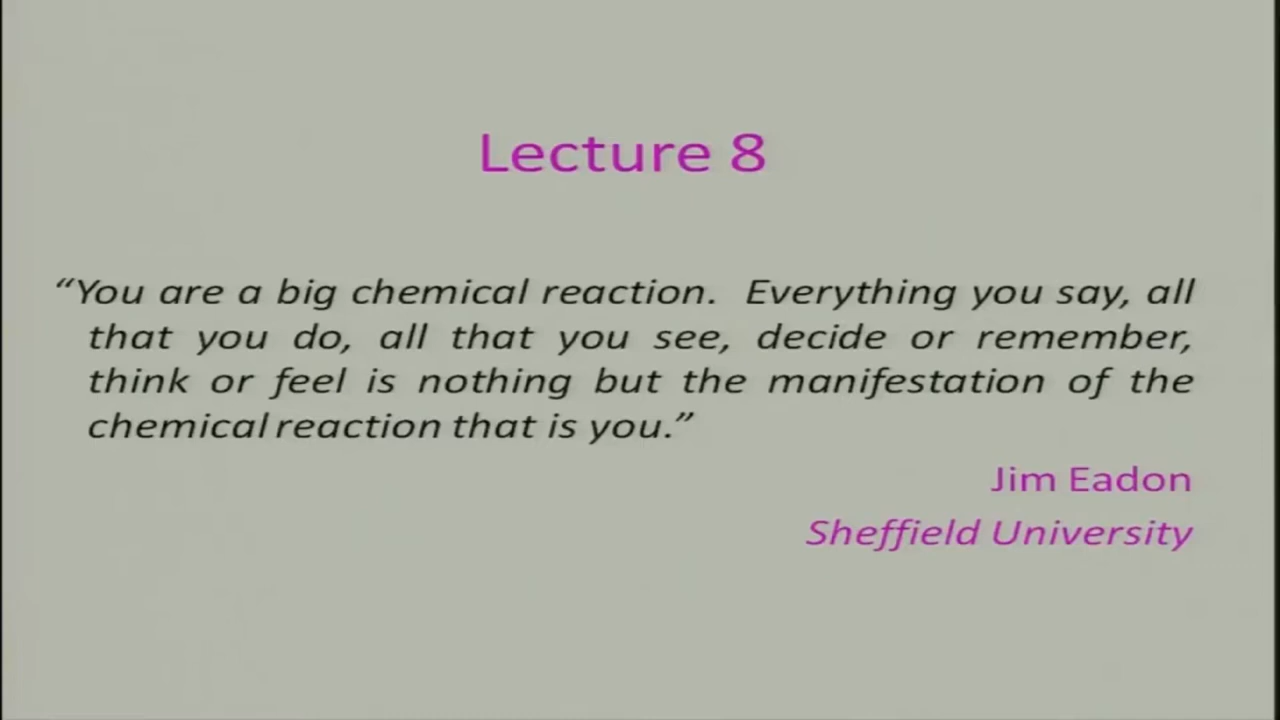 Lecture 8
“You are a big chemical reaction. Everything you say, all
that you do, all that you see, decide or remember,
think or feel is nothing but the manifestation of the
chemical reaction that is you.”
Jim Eadon
Sheffield University